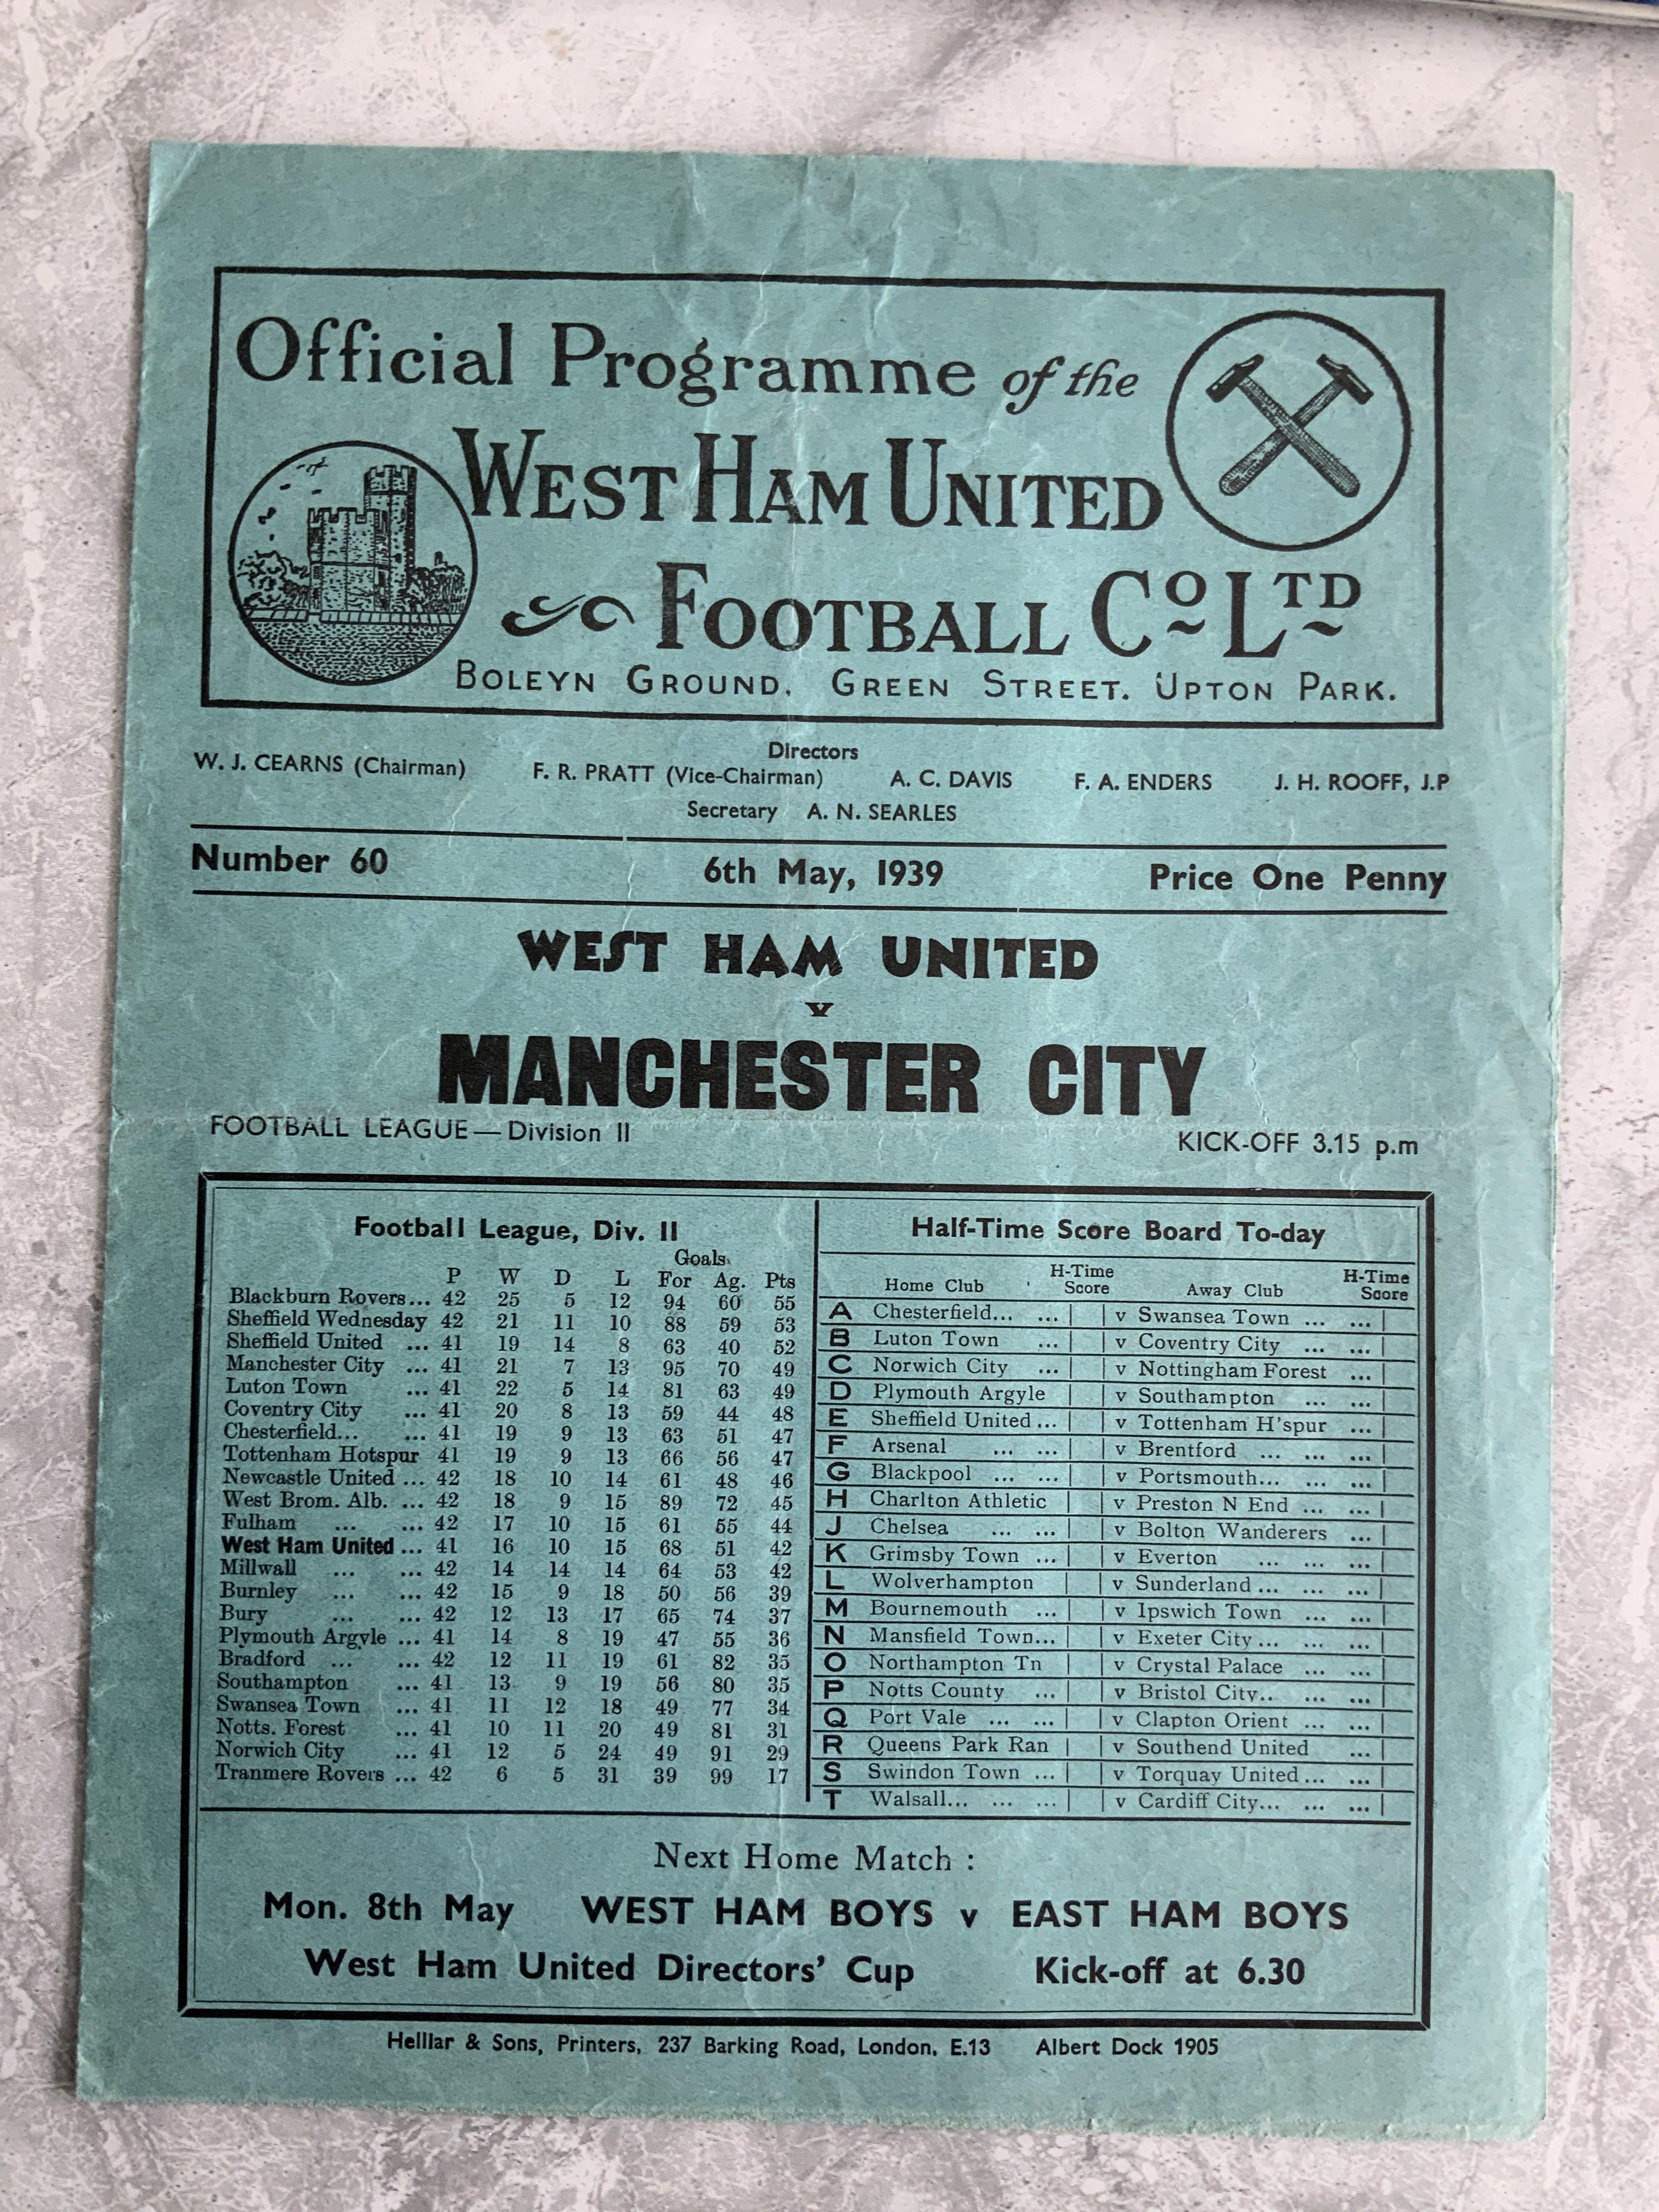 Official Programme of the
WEST HAM UNITED
FOOTBALL CO LTD
BOLEYN GROUND, GREEN STREET. UPTON PARK.
Directors
W. J. CEARNS (Chairman) F. R. PRATT (Vice-Chairman) A. C. DAVIS F. A. ENDERS J. H. ROOFF, J.P
Secretary A. N. SEARLES
Number 60 6th May, 1939 Price One Penny
WEST HAM UNITED
v
MANCHESTER CITY
FOOTBALL LEAGUE—Division II KICK-OFF 3.15 p.m
Football League, Div. II
Goals
P W D L For Ag. Pts
Blackburn Rovers... 42 25 5 12 94 60 55
Sheffield Wednesday 42 21 11 10 88 59 53
Sheffield United ... 41 19 14 8 63 40 52
Manchester City ... 41 21 7 13 95 70 49
Luton Town ... 41 22 5 14 81 63 49
Coventry City ... 41 20 8 13 59 44 48
Chesterfield... ... 41 19 9 13 63 51 47
Tottenham Hotspur 41 19 9 13 66 56 47
Newcastle United ... 42 18 10 14 61 48 46
West Brom. Alb. ... 42 18 9 15 89 72 45
Fulham ... ... 42 17 10 15 61 55 44
West Ham United ... 41 16 10 15 68 51 42
Millwall ... ... 42 14 14 14 64 53 42
Burnley ... ... 42 15 9 18 50 56 39
Bury ... ... 42 12 13 17 65 74 37
Plymouth Argyle ... 41 14 8 19 47 55 36
Bradford ... ... 42 12 11 19 61 82 35
Southampton ... 41 13 9 19 56 80 35
Swansea Town ... 41 11 12 18 49 77 34
Notts. Forest ... 41 10 11 20 49 81 31
Norwich City ... 41 12 5 24 49 91 29
Tranmere Rovers ... 42 6 5 31 39 99 17
Half-Time Score Board To-day
Home Club H-Time Score Away Club H-Time Score
A Chesterfield... ... v Swansea Town ... ...
B Luton Town ... v Coventry City ... ...
C Norwich City ... v Nottingham Forest ...
D Plymouth Argyle v Southampton ... ...
E Sheffield United ... v Tottenham H'spur ...
F Arsenal ... ... v Brentford ... ... ...
G Blackpool ... ... v Portsmouth... ... ...
H Charlton Athletic v Preston N End ... ...
J Chelsea ... ... v Bolton Wanderers ...
K Grimsby Town ... v Everton ... ... ...
L Wolverhampton v Sunderland ... ... ...
M Bournemouth ... v Ipswich Town ... ...
N Mansfield Town... v Exeter City ... ... ...
O Northampton Tn v Crystal Palace ... ...
P Notts County ... v Bristol City.. ... ...
Q Port Vale ... ... v Clapton Orient ... ...
R Queens Park Ran v Southend United ...
S Swindon Town ... v Torquay United ... ...
T Walsall... ... ... v Cardiff City... ... ...
Next Home Match :
Mon. 8th May WEST HAM BOYS v EAST HAM BOYS
West Ham United Directors' Cup Kick-off at 6.30
Helliar & Sons, Printers, 237 Barking Road, London, E.13 Albert Dock 1905